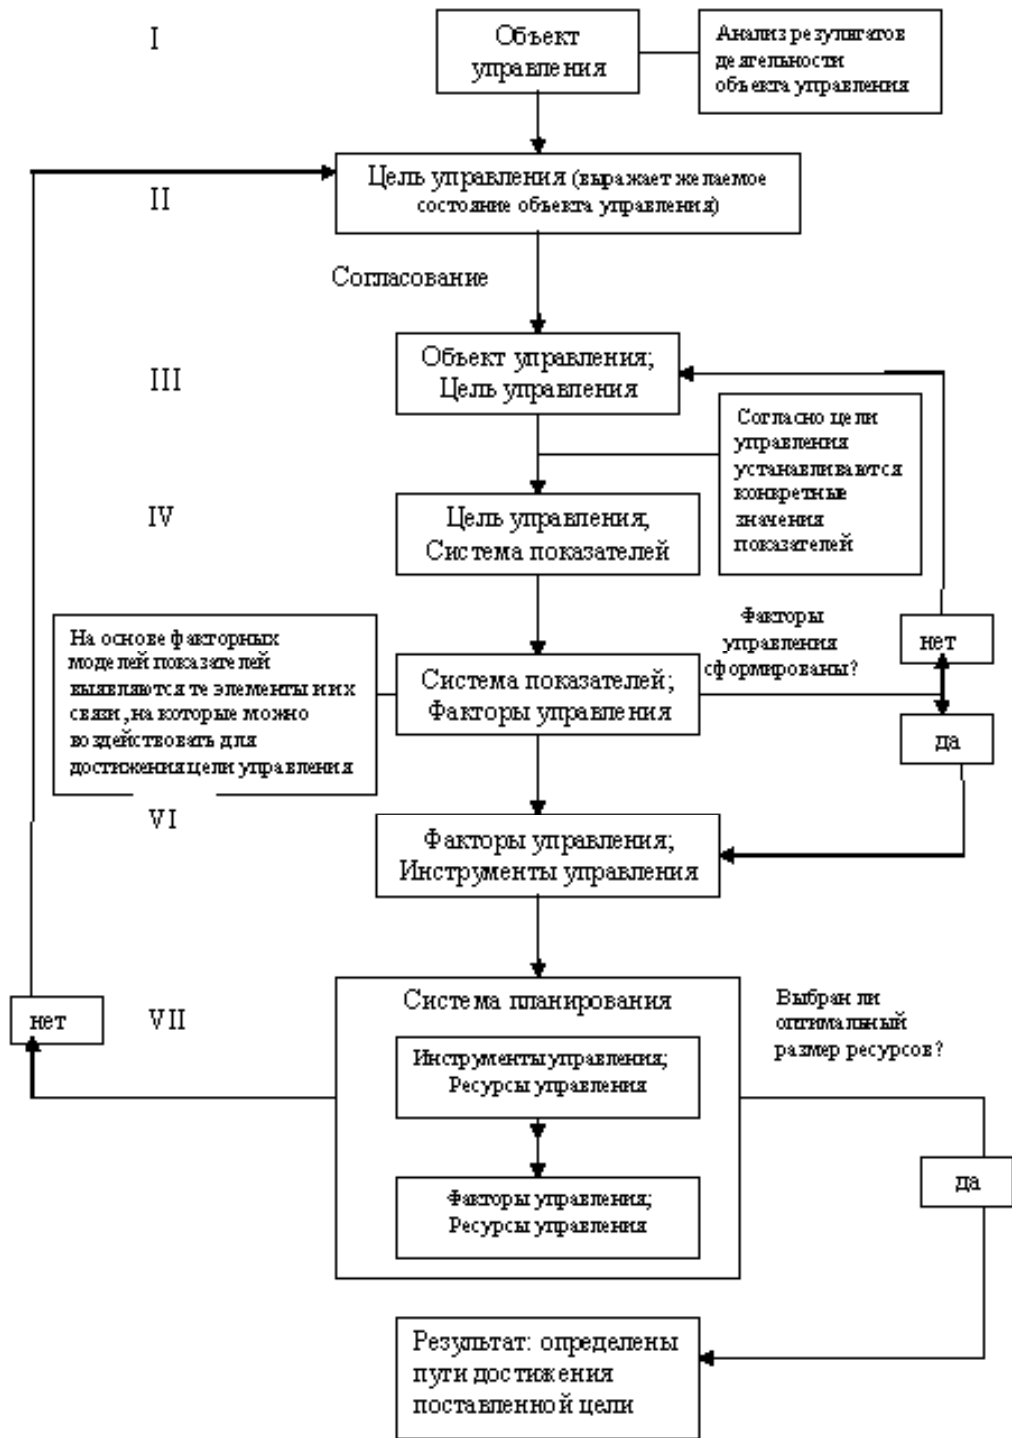 I
Объект
управления
Анализ результатов
деятельности
объекта управления
II
Цель управления (выражает желаемое
состояние объекта управления)
Согласование
III
Объект управления;
Цель управления
Согласно цели
управления
устанавливаются
конкретные
значения
показателей
IV
Цель управления;
Система показателей
На основе факторных
моделей показателей
выявляются те элементы и их
связи, на которые можно
воздействовать для
достижения цели управления
Система показателей;
Факторы управления
Факторы
управления
сформированы?
нет
да
VI
Факторы управления;
Инструменты управления
нет
VII
Система планирования
Инструменты управления;
Ресурсы управления
Факторы управления;
Ресурсы управления
Выбран ли
оптимальный
размер ресурсов?
да
Результат: определены
пути достижения
поставленной цели